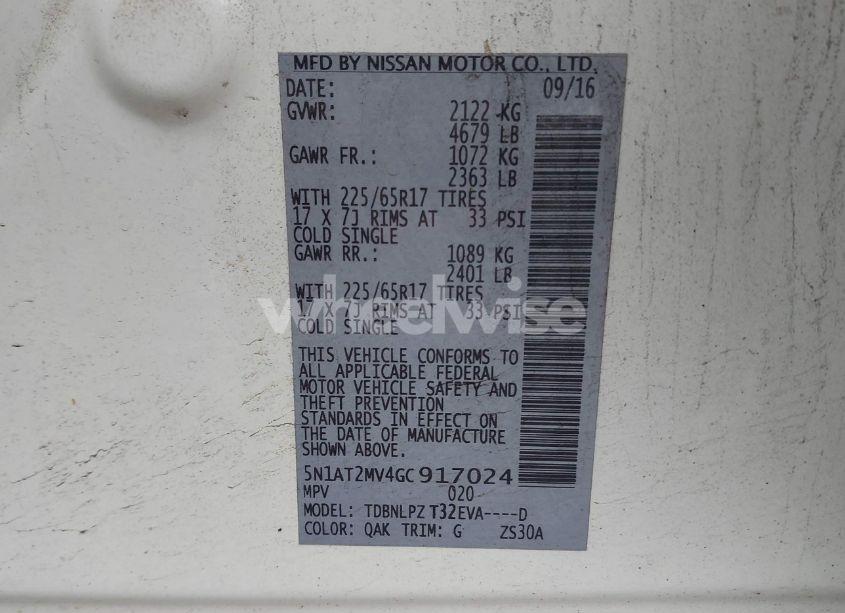 MFD BY NISSAN MOTOR CO., LTD.
DATE: 09/16
GVWR: 2122 KG
4679 LB
GAWR FR.: 1072 KG
2363 LB
WITH 225/65R17 TIRES
17 X 7J RIMS AT 33 PSI
COLD SINGLE
GAWR RR.: 1089 KG
2401 LB
WITH 225/65R17 TIRES
17 X 7J RIMS AT 33 PSI
COLD SINGLE
wheelwise
THIS VEHICLE CONFORMS TO
ALL APPLICABLE FEDERAL
MOTOR VEHICLE SAFETY AND
THEFT PREVENTION
STANDARDS IN EFFECT ON
THE DATE OF MANUFACTURE
SHOWN ABOVE.
5N1AT2MV4GC917024
MPV 020
MODEL: TDBNLPZ T32EVA----D
COLOR: QAK TRIM: G ZS30A